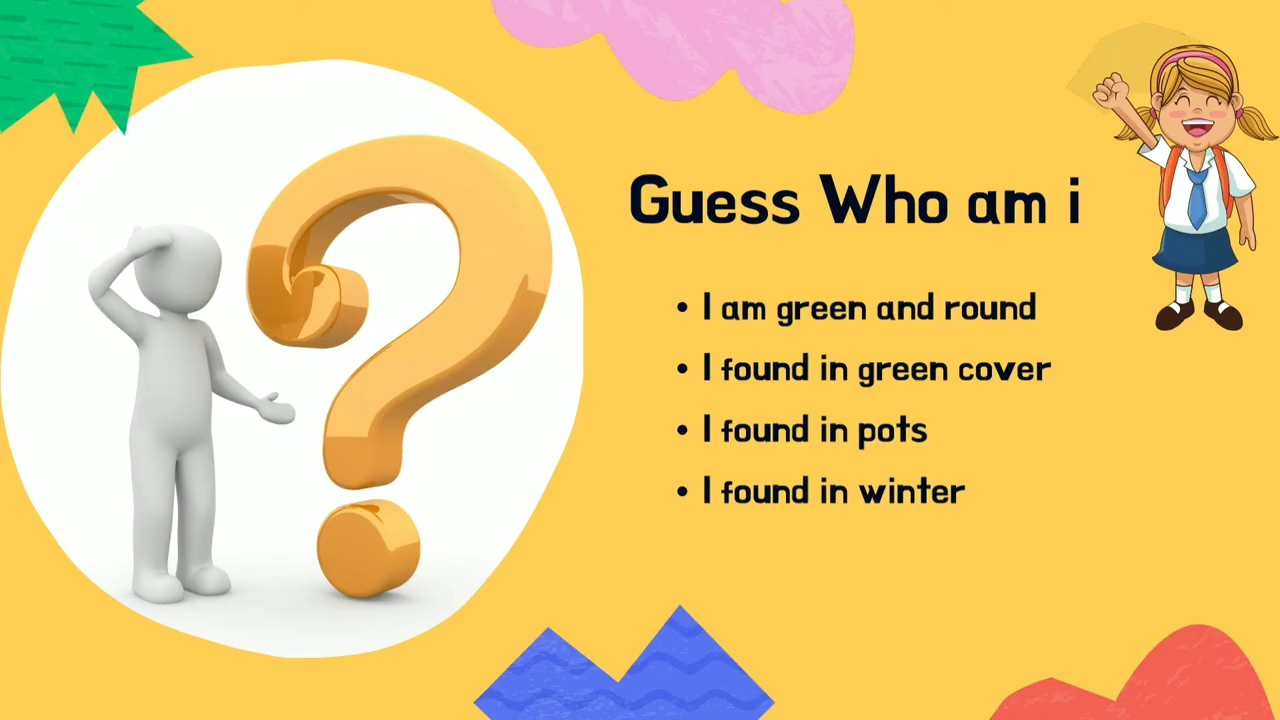 Guess Who am i
• I am green and round
• I found in green cover
• I found in pots
• I found in winter